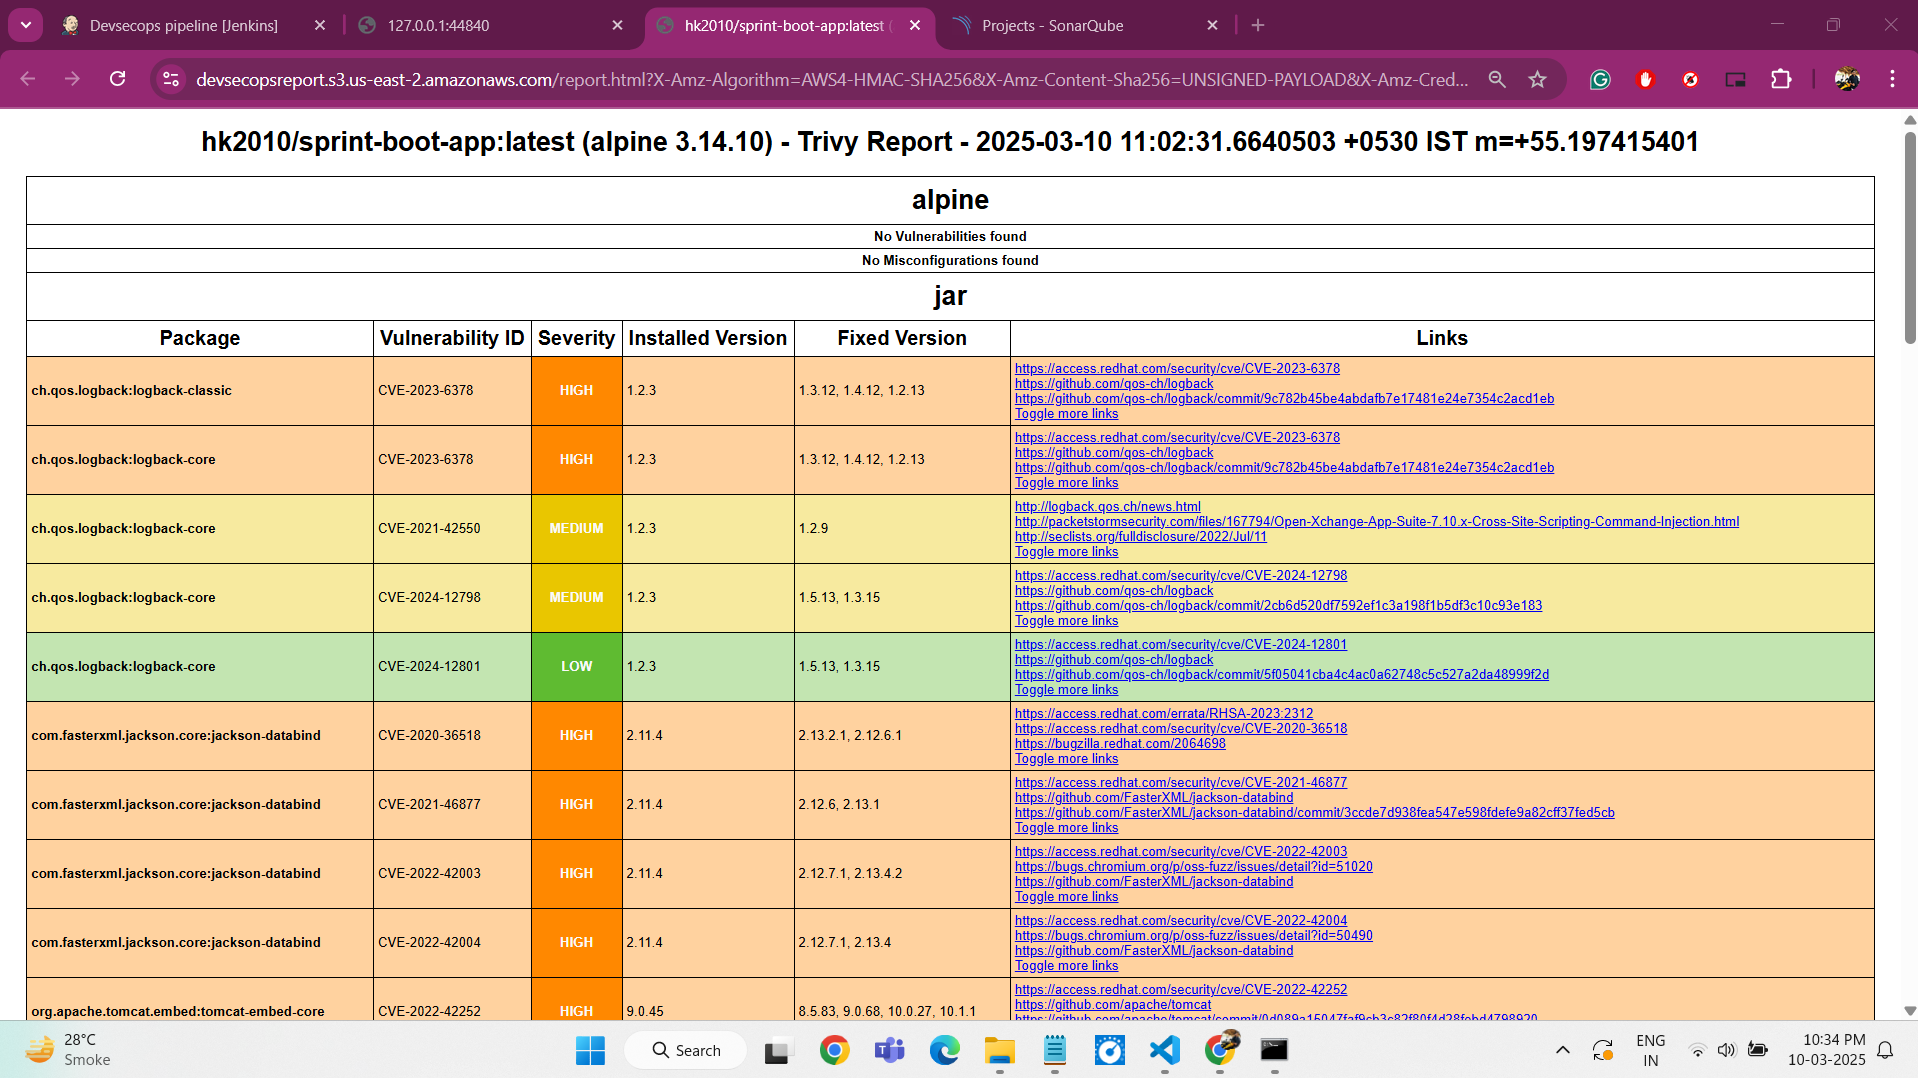 Devsecops pipeline [Jenkins]
127.0.0.1:44840
hk2010/sprint-boot-app:latest (
Projects - SonarQube
devsecopsreport.s3.us-east-2.amazonaws.com/report.html?X-Amz-Algorithm=AWS4-HMAC-SHA256&X-Amz-Content-Sha256=UNSIGNED-PAYLOAD&X-Amz-Cred...
hk2010/sprint-boot-app:latest (alpine 3.14.10) - Trivy Report - 2025-03-10 11:02:31.6640503 +0530 IST m=+55.197415401
alpine
No Vulnerabilities found
No Misconfigurations found
jar
Package Vulnerability ID Severity Installed Version Fixed Version Links
ch.qos.logback:logback-classic CVE-2023-6378 HIGH 1.2.3 1.3.12, 1.4.12, 1.2.13
https://access.redhat.com/security/cve/CVE-2023-6378
https://github.com/qos-ch/logback
https://github.com/qos-ch/logback/commit/9c782b45be4abdafb7e17481e24e7354c2acd1eb
Toggle more links
ch.qos.logback:logback-core CVE-2023-6378 HIGH 1.2.3 1.3.12, 1.4.12, 1.2.13
https://access.redhat.com/security/cve/CVE-2023-6378
https://github.com/qos-ch/logback
https://github.com/qos-ch/logback/commit/9c782b45be4abdafb7e17481e24e7354c2acd1eb
Toggle more links
ch.qos.logback:logback-core CVE-2021-42550 MEDIUM 1.2.3 1.2.9
http://logback.qos.ch/news.html
http://packetstormsecurity.com/files/167794/Open-Xchange-App-Suite-7.10.x-Cross-Site-Scripting-Command-Injection.html
http://seclists.org/fulldisclosure/2022/Jul/11
Toggle more links
ch.qos.logback:logback-core CVE-2024-12798 MEDIUM 1.2.3 1.5.13, 1.3.15
https://access.redhat.com/security/cve/CVE-2024-12798
https://github.com/qos-ch/logback
https://github.com/qos-ch/logback/commit/2cb6d520df7592ef1c3a198f1b5df3c10c93e183
Toggle more links
ch.qos.logback:logback-core CVE-2024-12801 LOW 1.2.3 1.5.13, 1.3.15
https://access.redhat.com/security/cve/CVE-2024-12801
https://github.com/qos-ch/logback
https://github.com/qos-ch/logback/commit/5f05041cba4c4ac0a62748c5c527a2da48999f2d
Toggle more links
com.fasterxml.jackson.core:jackson-databind CVE-2020-36518 HIGH 2.11.4 2.13.2.1, 2.12.6.1
https://access.redhat.com/errata/RHSA-2023:2312
https://access.redhat.com/security/cve/CVE-2020-36518
https://bugzilla.redhat.com/2064698
Toggle more links
com.fasterxml.jackson.core:jackson-databind CVE-2021-46877 HIGH 2.11.4 2.12.6, 2.13.1
https://access.redhat.com/security/cve/CVE-2021-46877
https://github.com/FasterXML/jackson-databind
https://github.com/FasterXML/jackson-databind/commit/3ccde7d938fea547e598fdefe9a82cff37fed5cb
Toggle more links
com.fasterxml.jackson.core:jackson-databind CVE-2022-42003 HIGH 2.11.4 2.12.7.1, 2.13.4.2
https://access.redhat.com/security/cve/CVE-2022-42003
https://bugs.chromium.org/p/oss-fuzz/issues/detail?id=51020
https://github.com/FasterXML/jackson-databind
Toggle more links
com.fasterxml.jackson.core:jackson-databind CVE-2022-42004 HIGH 2.11.4 2.12.7.1, 2.13.4
https://access.redhat.com/security/cve/CVE-2022-42004
https://bugs.chromium.org/p/oss-fuzz/issues/detail?id=50490
https://github.com/FasterXML/jackson-databind
Toggle more links
org.apache.tomcat.embed:tomcat-embed-core CVE-2022-42252 HIGH 9.0.45 8.5.83, 9.0.68, 10.0.27, 10.1.1
https://access.redhat.com/security/cve/CVE-2022-42252
https://github.com/apache/tomcat
28°C
Smoke
Search
ENG
IN
10:34 PM
10-03-2025